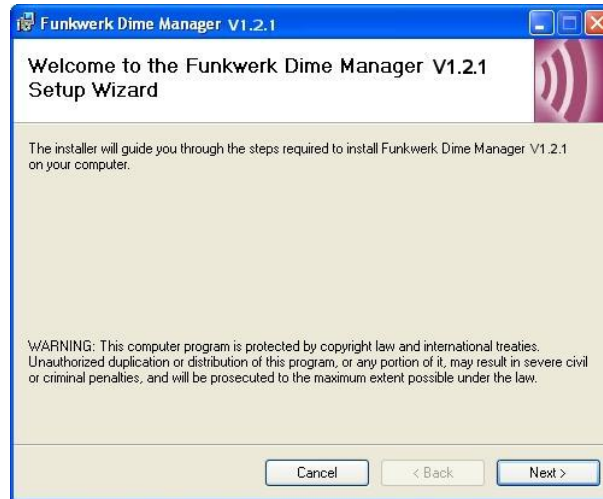 Funkwerk Dime Manager V1.2.1
Welcome to the Funkwerk Dime Manager V1.2.1
Setup Wizard
The installer will guide you through the steps required to install Funkwerk Dime Manager V1.2.1
on your computer.
WARNING: This computer program is protected by copyright law and international treaties.
Unauthorized duplication or distribution of this program, or any portion of it, may result in severe civil
or criminal penalties, and will be prosecuted to the maximum extent possible under the law.
Cancel
< Back
Next >